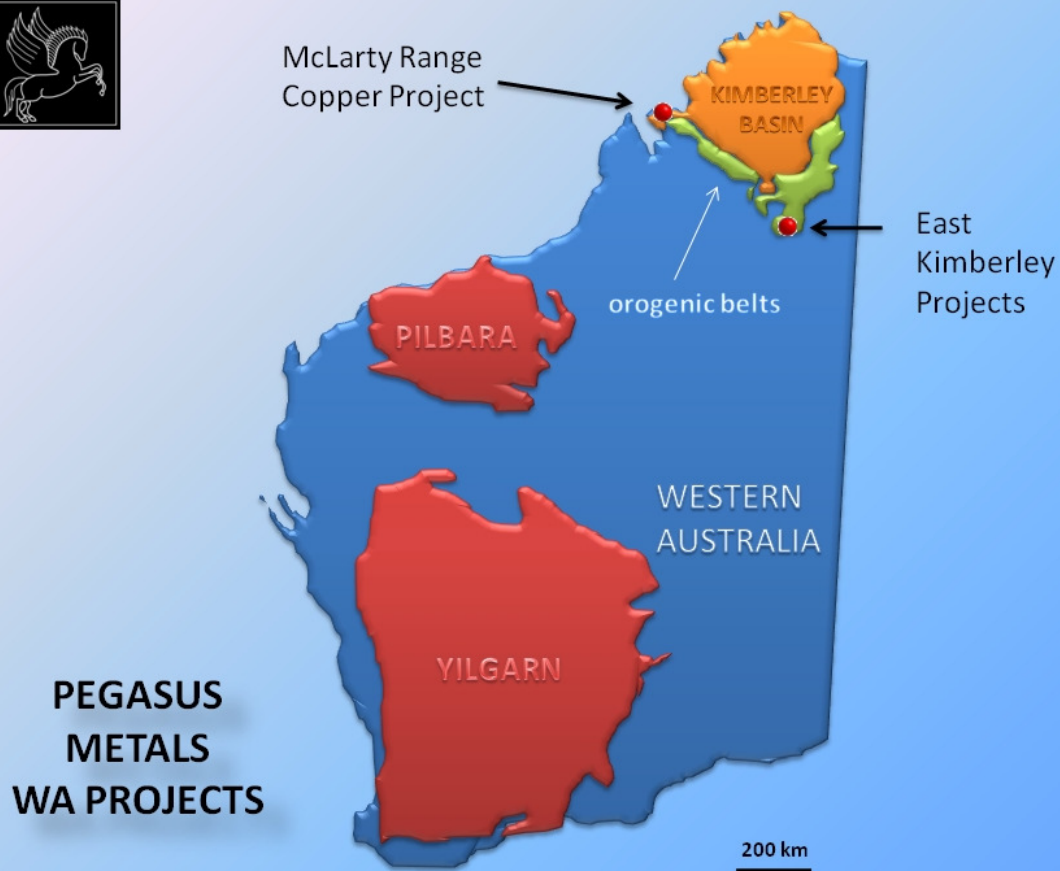 McLarty Range
Copper Project
KIMBERLEY
BASIN
East
Kimberley
Projects
orogenic belts
PILBARA
WESTERN
AUSTRALIA
YILGARN
PEGASUS
METALS
WA PROJECTS
200 km